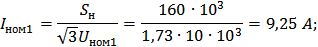 I_ном1 = S_н / (√3 U_ном1) = (160 · 10³) / (1,73 · 10 · 10³) = 9,25 А;